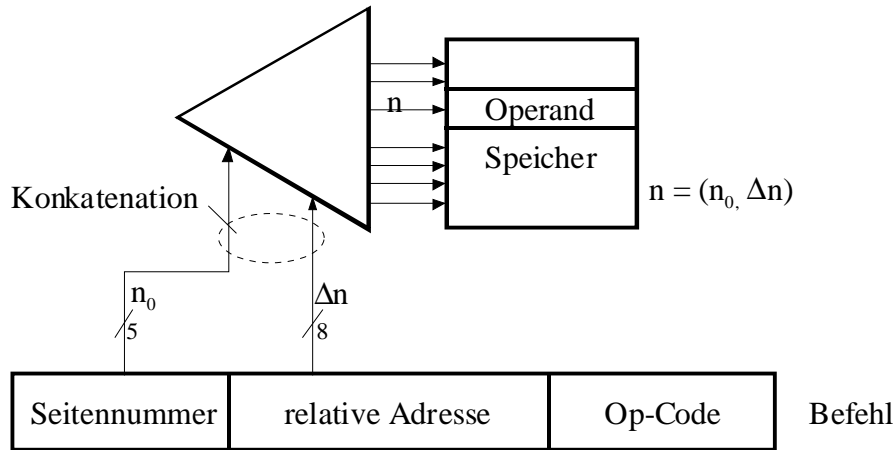 n
Operand
Speicher
Konkatenation
n = (n₀, Δn)
n₀
Δn
5
8
Seitennummer
relative Adresse
Op-Code
Befehl